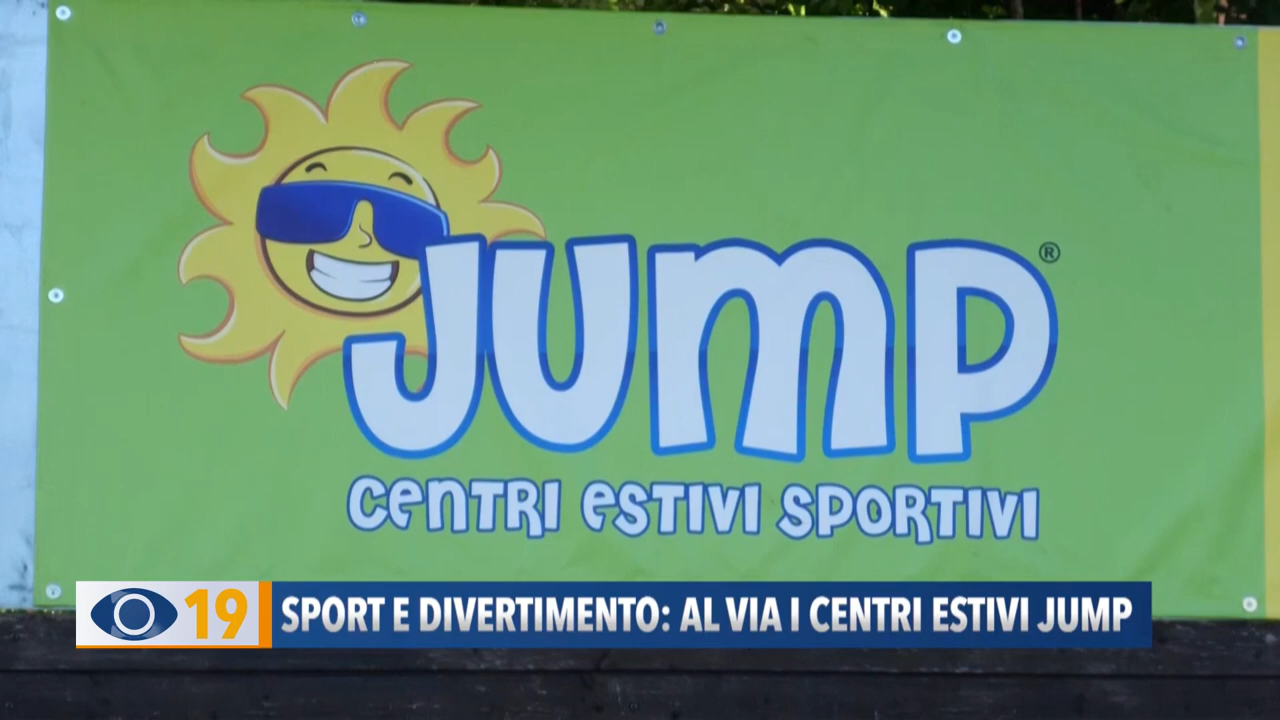 JUMP®
CENTRI ESTIVI SPORTIVI
19 SPORT E DIVERTIMENTO: AL VIA I CENTRI ESTIVI JUMP